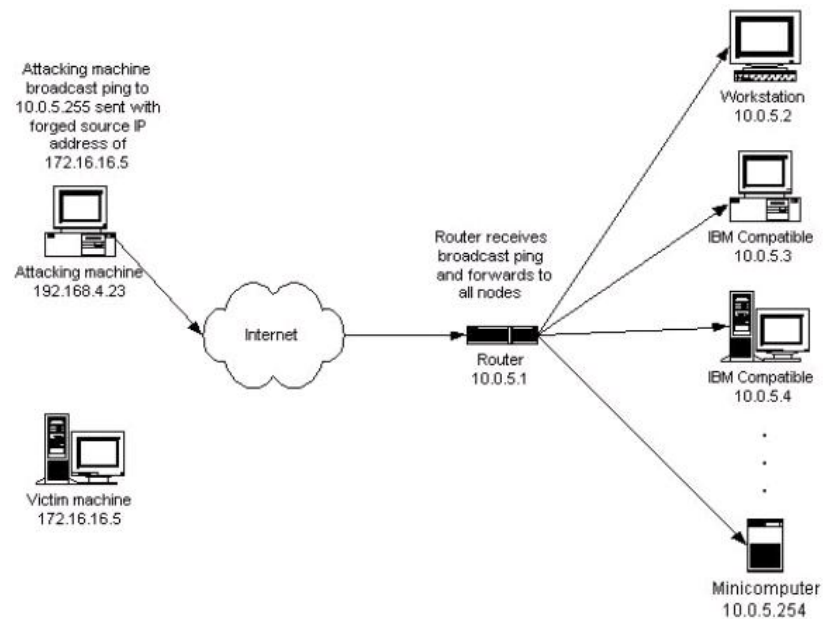 Attacking machine
broadcast ping to
10.0.5.255 sent with
forged source IP
address of
172.16.16.5
Attacking machine
192.168.4.23
Victim machine
172.16.16.5
Internet
Router receives
broadcast ping
and forwards to
all nodes
Router
10.0.5.1
Workstation
10.0.5.2
IBM Compatible
10.0.5.3
IBM Compatible
10.0.5.4
.
.
.
Minicomputer
10.0.5.254